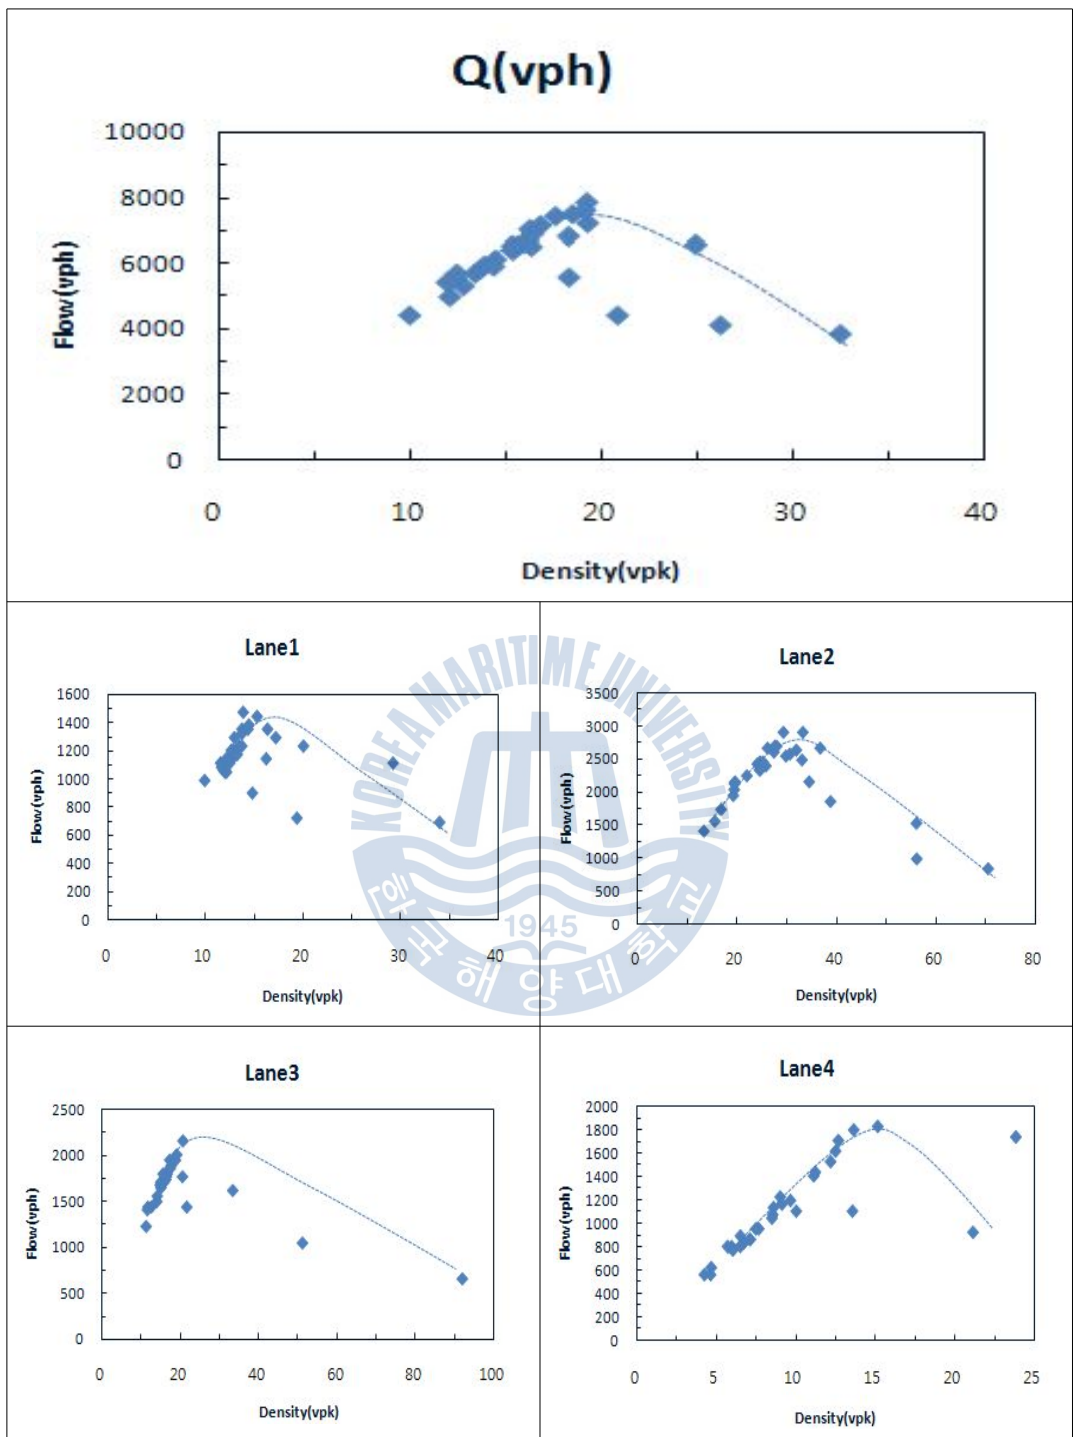 Q(vph)
10000
8000
6000
4000
2000
0
Flow(vph)
0 10 20 30 40
Density(vpk)
Lane1
1600
1400
1200
1000
800
600
400
200
0
Flow(vph)
0 10 20 30 40
Density(vpk)
Lane2
3500
3000
2500
2000
1500
1000
500
0
Flow(vph)
0 20 40 60 80
Density(vpk)
KOREA MARITIME UNIVERSITY
1945
한국해양대학교
Lane3
2500
2000
1500
1000
500
0
Flow(vph)
0 20 40 60 80 100
Density(vpk)
Lane4
2000
1800
1600
1400
1200
1000
800
600
400
200
0
Flow(vph)
0 5 10 15 20 25
Density(vpk)